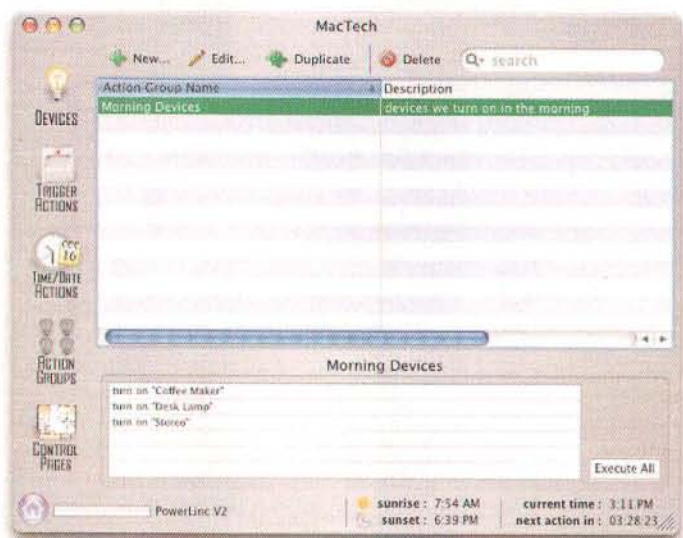 MacTech
New... Edit... Duplicate Delete search
Action Group Name Description
Morning Devices devices we turn on in the morning
DEVICES
TRIGGER
ACTIONS
TIME/DATE
ACTIONS
ACTION
GROUPS
CONTROL
PAGES
Morning Devices
turn on "Coffee Maker"
turn on "Desk Lamp"
turn on "Stereo"
Execute All
PowerLinc V2
sunrise: 7:54 AM
sunset: 6:39 PM
current time: 3:11 PM
next action in: 03:28:23